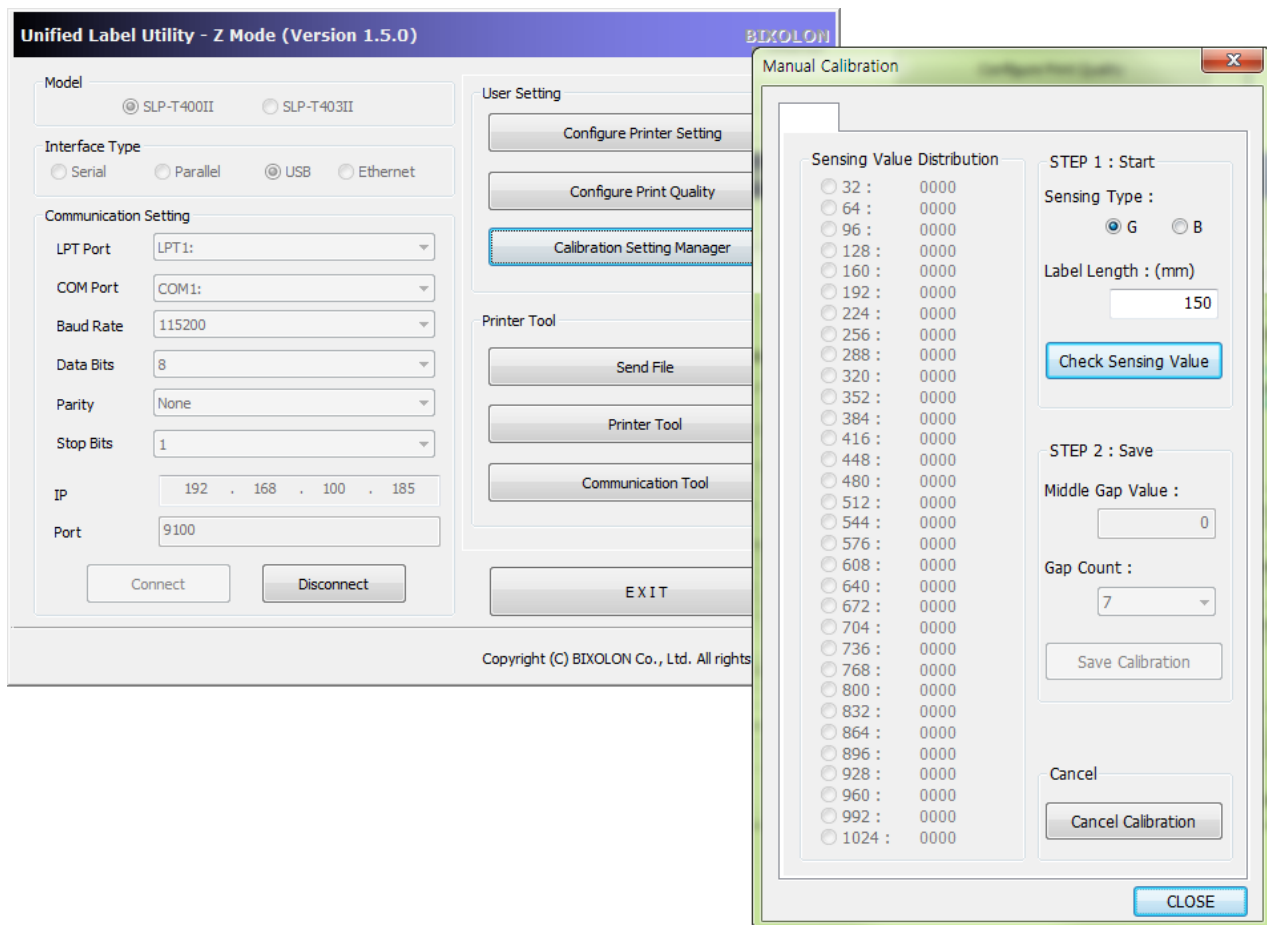 Unified Label Utility - Z Mode (Version 1.5.0)
BIXOLON
Model
SLP-T400II
SLP-T403II
Interface Type
Serial
Parallel
USB
Ethernet
Communication Setting
LPT Port
LPT1:
COM Port
COM1:
Baud Rate
115200
Data Bits
8
Parity
None
Stop Bits
1
IP
192 . 168 . 100 . 185
Port
9100
Connect
Disconnect
User Setting
Configure Printer Setting
Configure Print Quality
Calibration Setting Manager
Printer Tool
Send File
Printer Tool
Communication Tool
E X I T
Copyright (C) BIXOLON Co., Ltd. All rights
Manual Calibration
Sensing Value Distribution
32 : 0000
64 : 0000
96 : 0000
128 : 0000
160 : 0000
192 : 0000
224 : 0000
256 : 0000
288 : 0000
320 : 0000
352 : 0000
384 : 0000
416 : 0000
448 : 0000
480 : 0000
512 : 0000
544 : 0000
576 : 0000
608 : 0000
640 : 0000
672 : 0000
704 : 0000
736 : 0000
768 : 0000
800 : 0000
832 : 0000
864 : 0000
896 : 0000
928 : 0000
960 : 0000
992 : 0000
1024 : 0000
STEP 1 : Start
Sensing Type :
G
B
Label Length : (mm)
150
Check Sensing Value
STEP 2 : Save
Middle Gap Value :
0
Gap Count :
7
Save Calibration
Cancel
Cancel Calibration
CLOSE